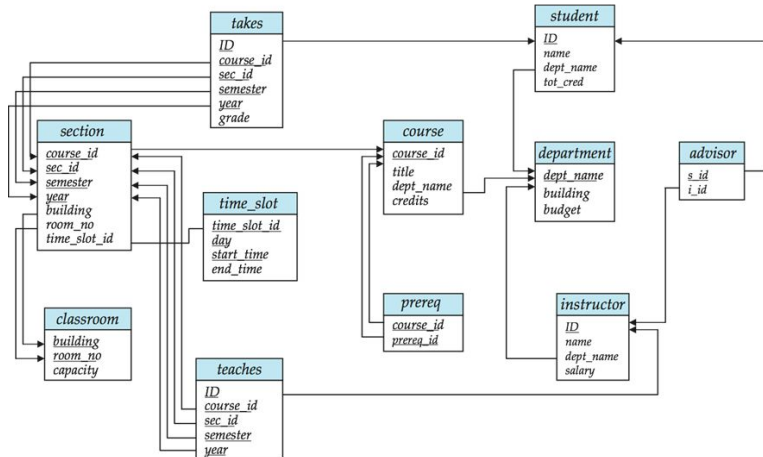 takes
ID
course_id
sec_id
semester
year
grade
student
ID
name
dept_name
tot_cred
section
course_id
sec_id
semester
year
building
room_no
time_slot_id
course
course_id
title
dept_name
credits
department
dept_name
building
budget
advisor
s_id
i_id
time_slot
time_slot_id
day
start_time
end_time
prereq
course_id
prereq_id
instructor
ID
name
dept_name
salary
classroom
building
room_no
capacity
teaches
ID
course_id
sec_id
semester
year